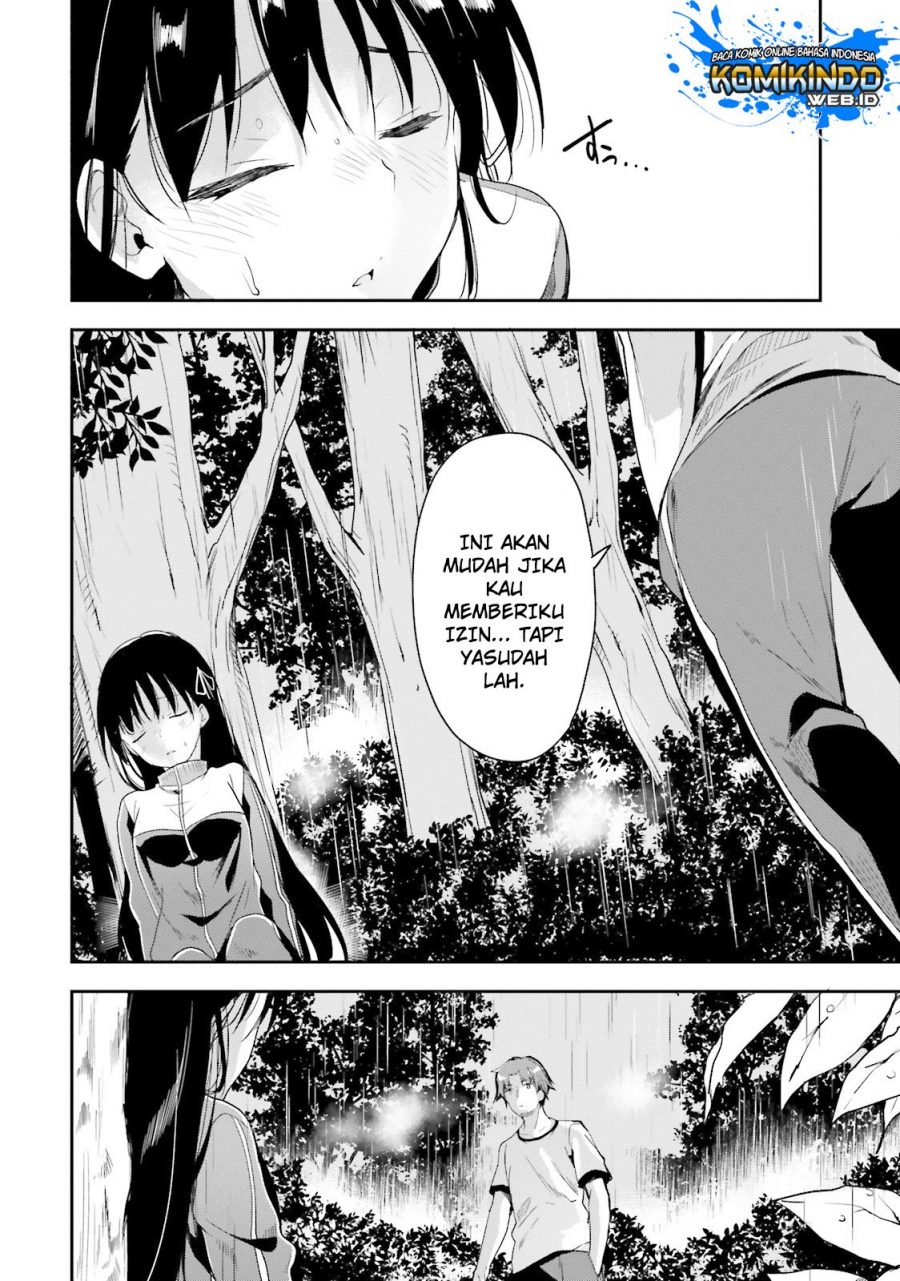 BACA KOMIK ONLINE BAHASA INDONESIA
KOMIKINDO
WEB.ID
すぅ...
INI AKAN
MUDAH JIKA
KAU
MEMBERIKU
IZIN... TAPI
YASUDAH
LAH.